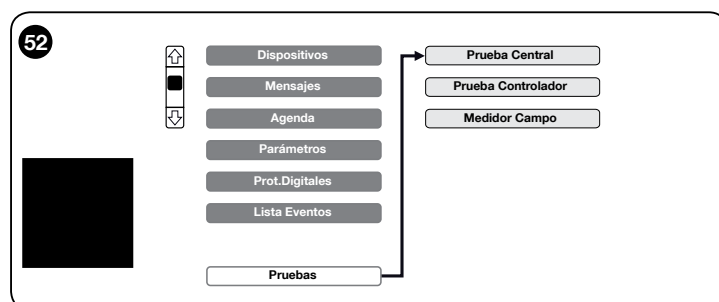 52
Dispositivos
Mensajes
Agenda
Parámetros
Prot.Digitales
Lista Eventos
Pruebas
Prueba Central
Prueba Controlador
Medidor Campo